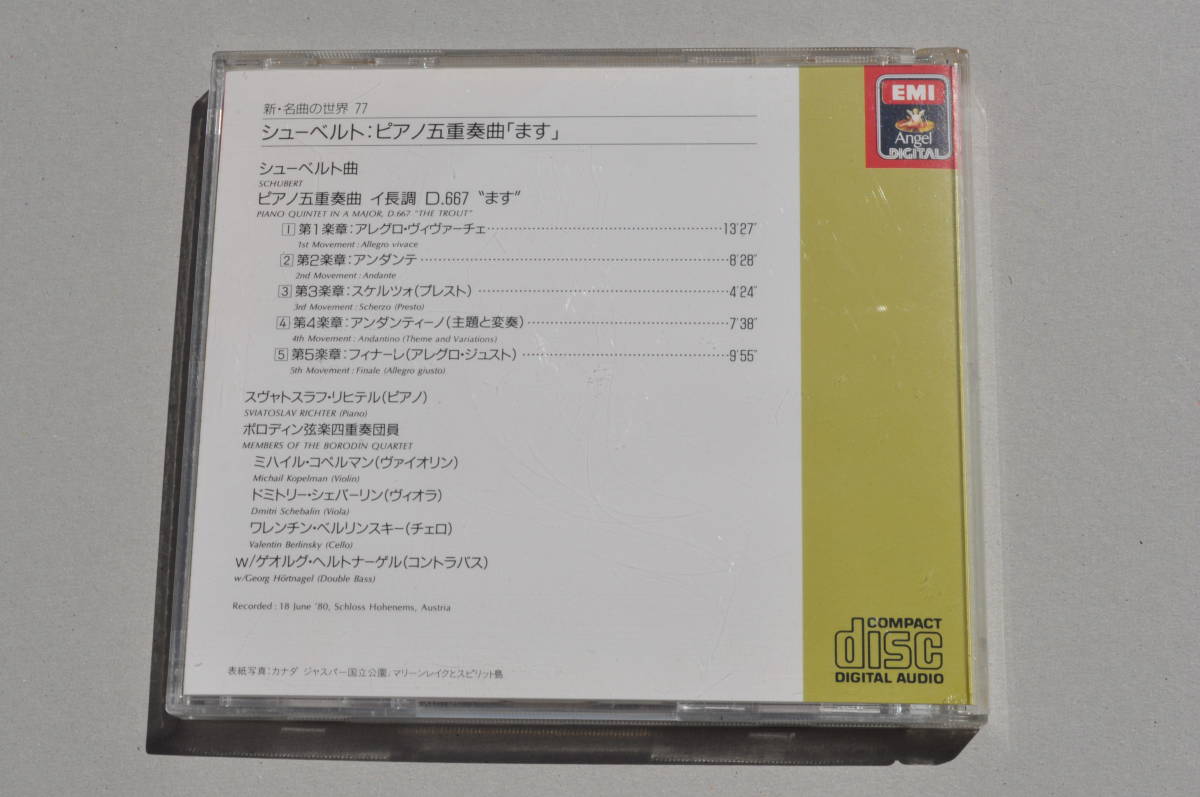 新・名曲の世界 77
シューベルト:ピアノ五重奏曲「ます」
シューベルト曲
SCHUBERT
ピアノ五重奏曲 イ長調 D.667 “ます”
PIANO QUINTET IN A MAJOR, D.667 "THE TROUT"
1 第1楽章:アレグロ・ヴィヴァーチェ 13'27"
1st Movement : Allegro vivace
2 第2楽章:アンダンテ 8'28"
2nd Movement : Andante
3 第3楽章:スケルツォ(プレスト) 4'24"
3rd Movement : Scherzo (Presto)
4 第4楽章:アンダンティーノ(主題と変奏) 7'38"
4th Movement : Andantino (Theme and Variations)
5 第5楽章:フィナーレ(アレグロ・ジュスト) 9'55"
5th Movement : Finale (Allegro giusto)
スヴャトスラフ・リヒテル(ピアノ)
SVIATOSLAV RICHTER (Piano)
ボロディン弦楽四重奏団員
MEMBERS OF THE BORODIN QUARTET
ミハイル・コペルマン(ヴァイオリン)
Michail Kopelman (Violin)
ドミトリー・シェバーリン(ヴィオラ)
Dmitri Schebalin (Viola)
ワレンチン・ベルリンスキー(チェロ)
Valentin Berlinsky (Cello)
w/ゲオルグ・ヘルトナーゲル(コントラバス)
w/Georg Hörtnagel (Double Bass)
Recorded : 18 June '80, Schloss Hohenems, Austria
表紙写真:カナダ ジャスパー国立公園、マリーンレイクとスピリット島
EMI
Angel
DIGITAL
COMPACT
disc
DIGITAL AUDIO